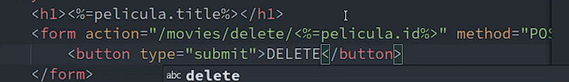 <h1><%=pelicula.title%></h1>
<form action="/movies/delete/<%=pelicula.id%>" method="POS
<button type="submit">DELETE</button>
</form>
abc delete